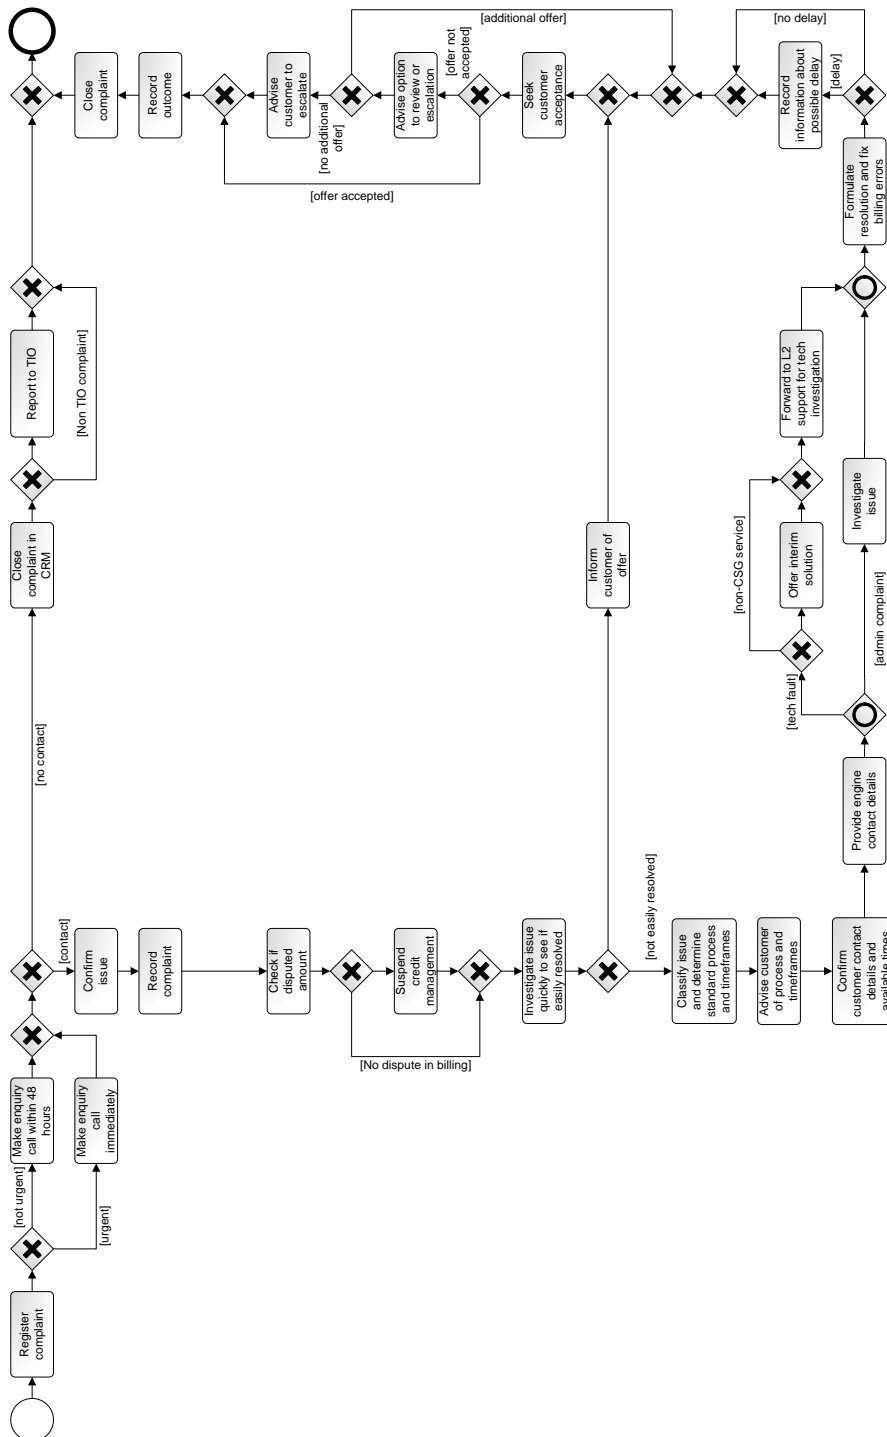 Register
complaint
[not urgent]
[urgent]
Make enquiry
call within 48
hours
Make enquiry
call
immediately
[contact]
[no contact]
Close
complaint in
CRM
Report to TIO
[Non TIO complaint]
Confirm
issue
Record
complaint
Check if
disputed
amount
Suspend
credit
management
[No dispute in billing]
Investigate issue
quickly to see if
easily resolved
Inform
customer of
offer
[not easily resolved]
Classify issue
and determine
standard process
and timeframes
Advise customer
of process and
timeframes
Confirm
customer contact
details and
available times
Provide engine
contact details
[tech fault]
[admin complaint]
[non-CSG service]
Offer interim
solution
Forward to L2
support for tech
investigation
Investigate
issue
Formulate
resolution and fix
billing errors
[delay]
[no delay]
Record
information about
possible delay
Seek
customer
acceptance
[offer not
accepted]
[offer accepted]
Advise option
to review or
escalation
[additional offer]
[no additional
offer]
Advise
customer to
escalate
Record
outcome
Close
complaint